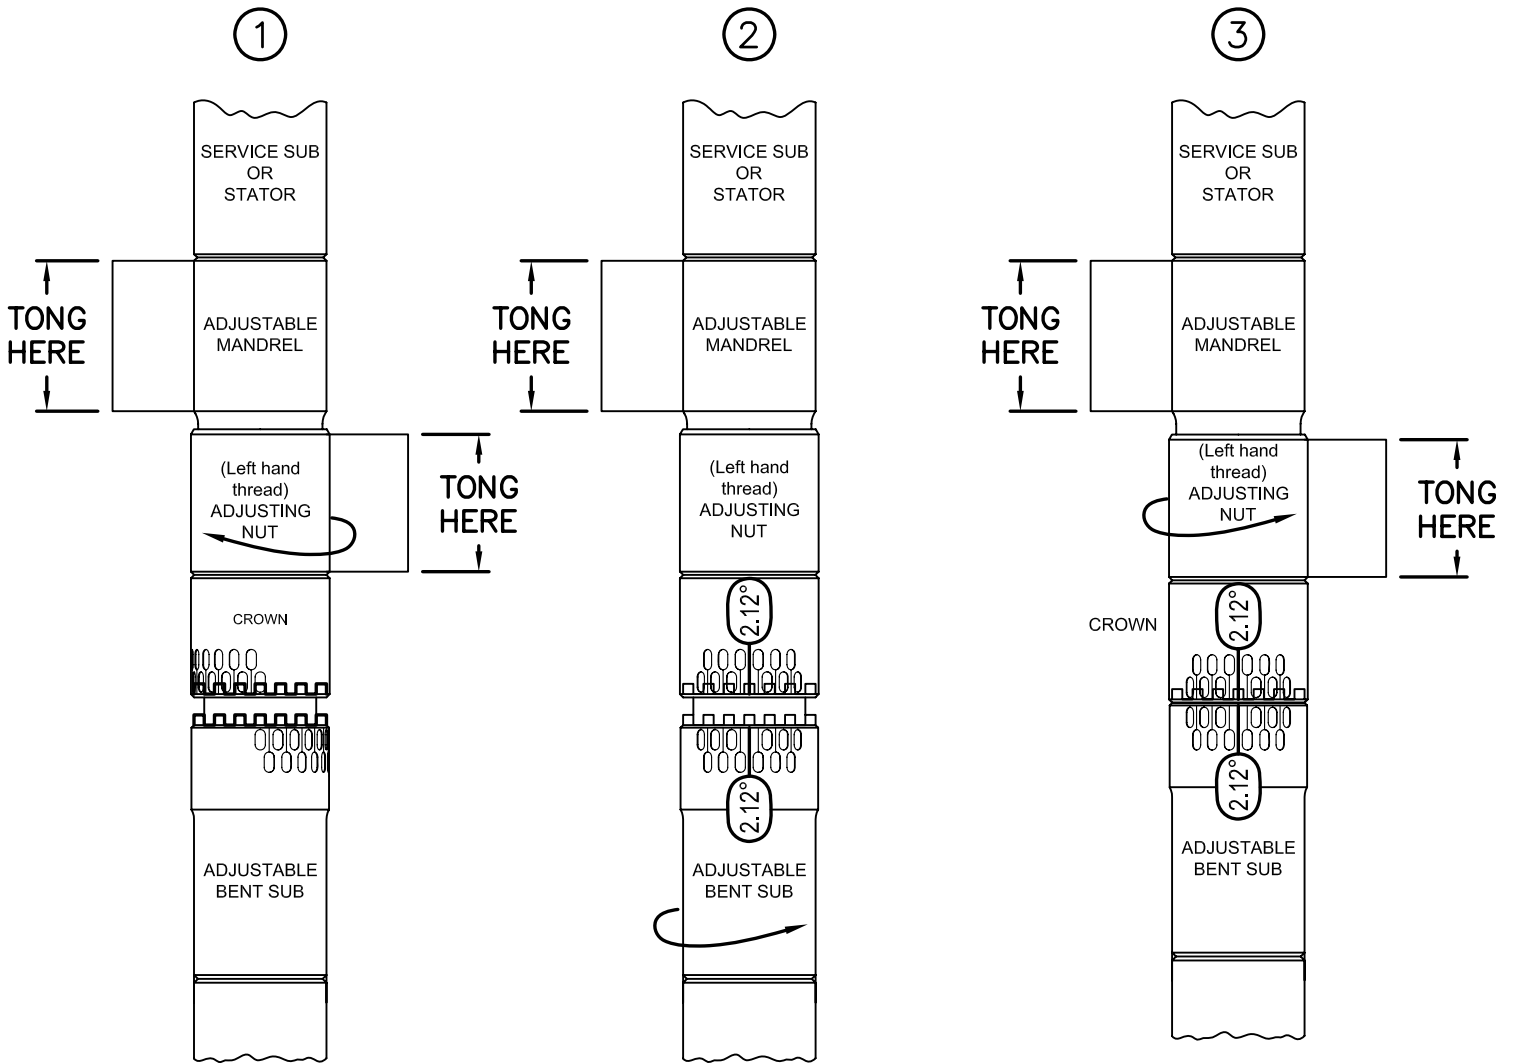 1
SERVICE SUB
OR
STATOR
TONG
HERE
ADJUSTABLE
MANDREL
(Left hand
thread)
ADJUSTING
NUT
TONG
HERE
CROWN
ADJUSTABLE
BENT SUB
2
SERVICE SUB
OR
STATOR
TONG
HERE
ADJUSTABLE
MANDREL
(Left hand
thread)
ADJUSTING
NUT
2.12°
2.12°
ADJUSTABLE
BENT SUB
3
SERVICE SUB
OR
STATOR
TONG
HERE
ADJUSTABLE
MANDREL
(Left hand
thread)
ADJUSTING
NUT
TONG
HERE
CROWN
2.12°
2.12°
ADJUSTABLE
BENT SUB